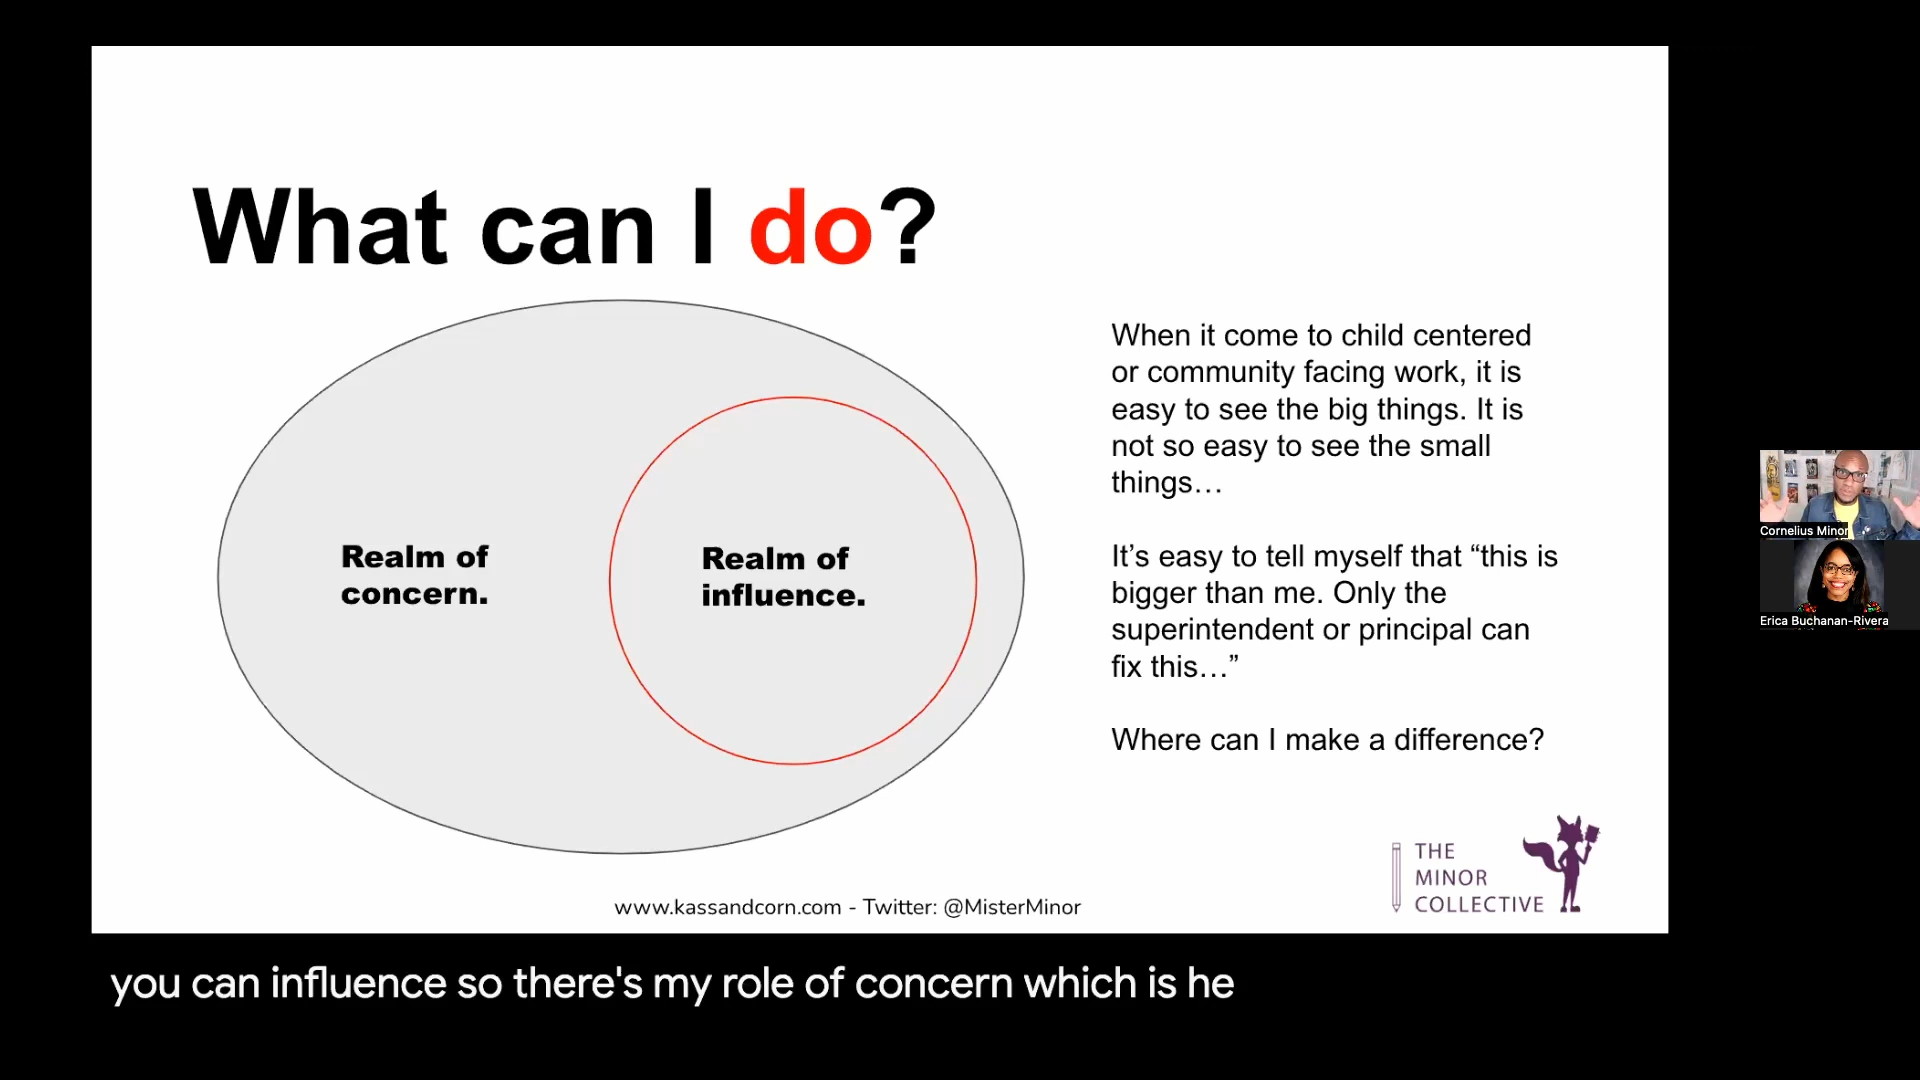 What can I do?
Realm of
concern.
Realm of
influence.
When it come to child centered
or community facing work, it is
easy to see the big things. It is
not so easy to see the small
things…
It’s easy to tell myself that “this is
bigger than me. Only the
superintendent or principal can
fix this…”
Where can I make a difference?
THE
MINOR
COLLECTIVE
www.kassandcorn.com - Twitter: @MisterMinor
Cornelius Minor
Erica Buchanan-Rivera
you can influence so there's my role of concern which is he